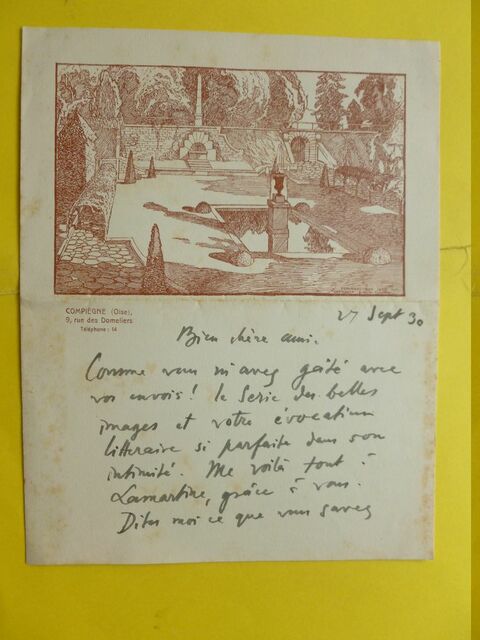 COMPIÈGNE (Oise),
9, rue des Domeliers
Téléphone : 14
27 Sept 30
Bien chère amie.
Comme vous m'avez gâté avec
vos envois ! la Série des belles
images et votre évocation
littéraire si parfaite dans son
intimité. Me voilà tout à
Lamartine, grâce à vous.
Dites moi ce que vous savez